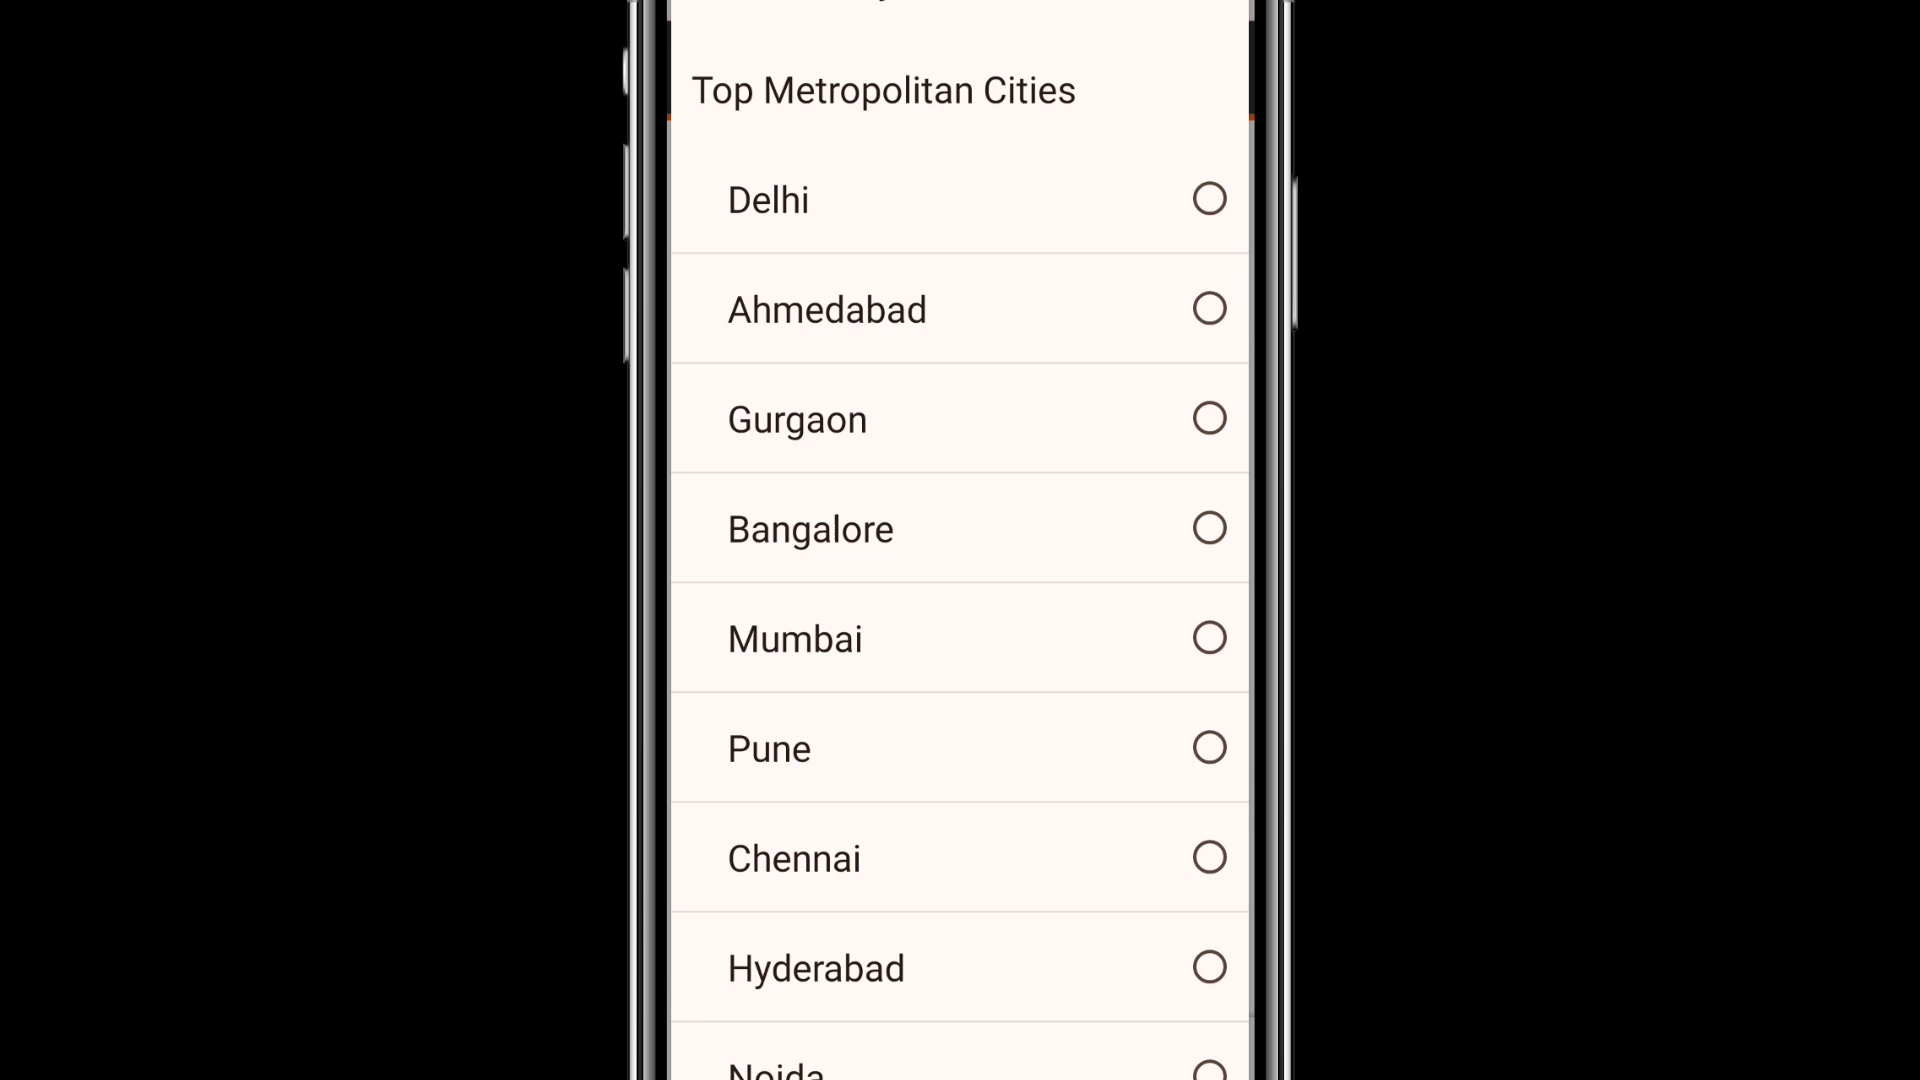 Top Metropolitan Cities
Delhi
Ahmedabad
Gurgaon
Bangalore
Mumbai
Pune
Chennai
Hyderabad
Noida